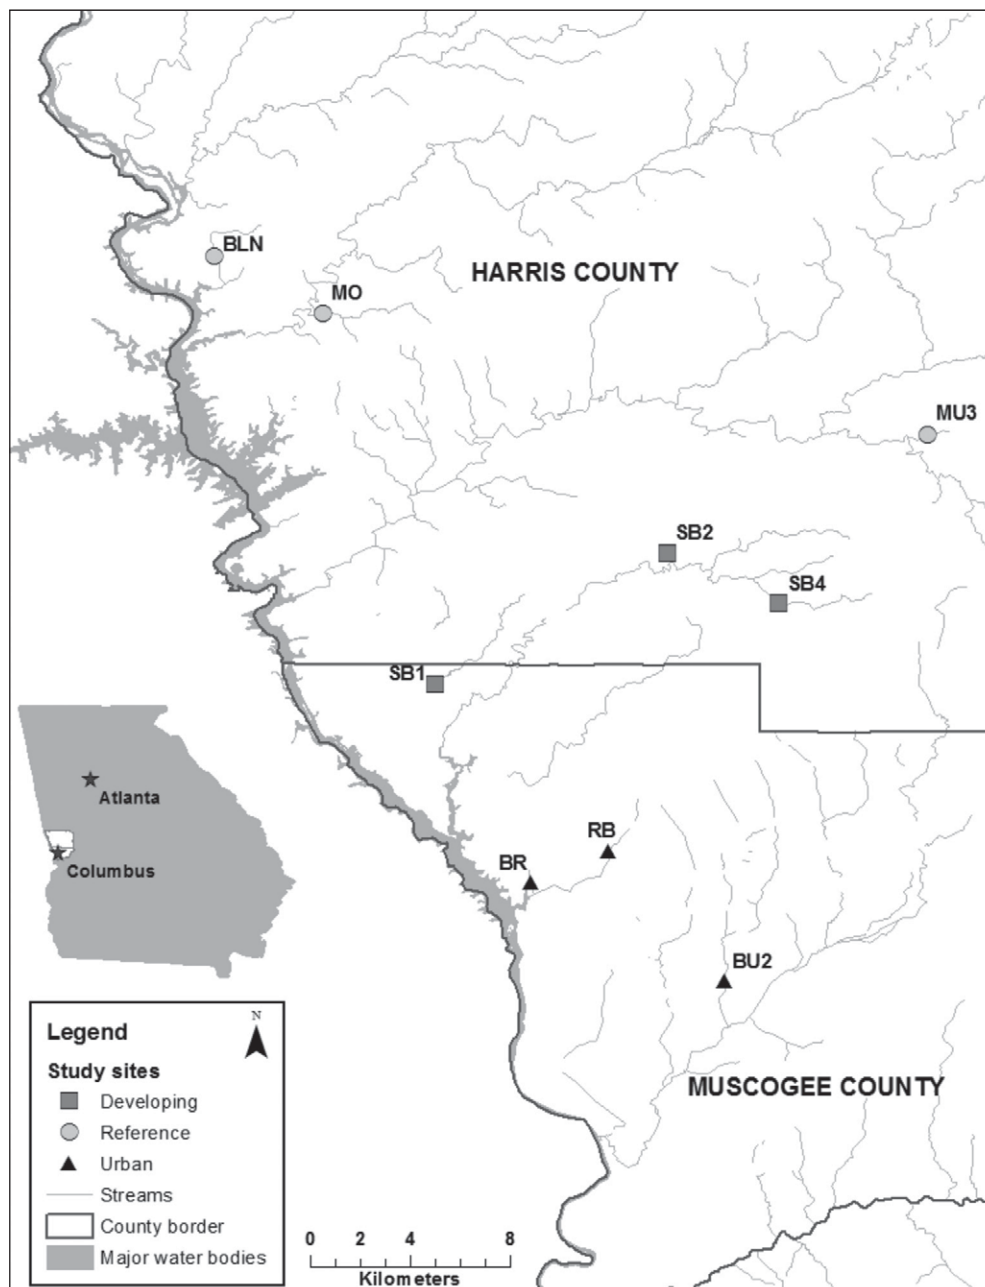 BLN
HARRIS COUNTY
MO
MU3
SB2
SB4
SB1
Atlanta
Columbus
RB
BR
BU2
MUSCOGEE COUNTY
Legend
N
Study sites
Developing
Reference
Urban
Streams
County border
Major water bodies
0 2 4 8
Kilometers